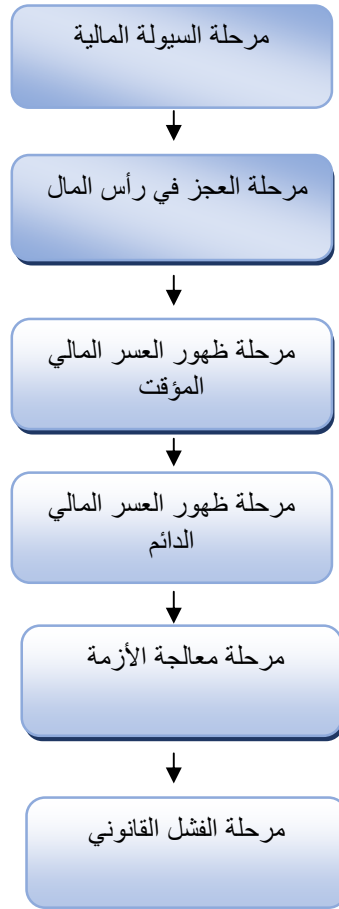 مرحلة السيولة المالية
مرحلة العجز في رأس المال
مرحلة ظهور العسر المالي
المؤقت
مرحلة ظهور العسر المالي
الدائم
مرحلة معالجة الأزمة
مرحلة الفشل القانوني